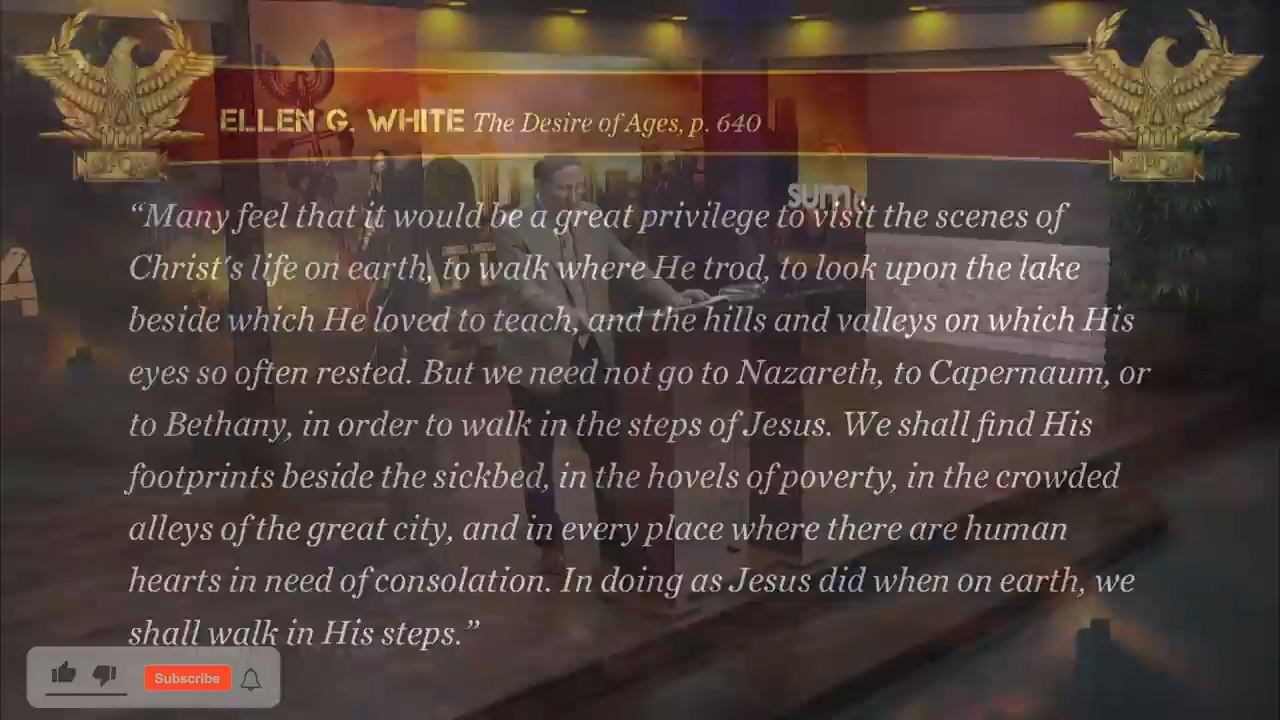 ELLEN G. WHITE The Desire of Ages, p. 640
sum
“Many feel that it would be a great privilege to visit the scenes of
Christ's life on earth, to walk where He trod, to look upon the lake
beside which He loved to teach, and the hills and valleys on which His
eyes so often rested. But we need not go to Nazareth, to Capernaum, or
to Bethany, in order to walk in the steps of Jesus. We shall find His
footprints beside the sickbed, in the hovels of poverty, in the crowded
alleys of the great city, and in every place where there are human
hearts in need of consolation. In doing as Jesus did when on earth, we
shall walk in His steps.”
Subscribe